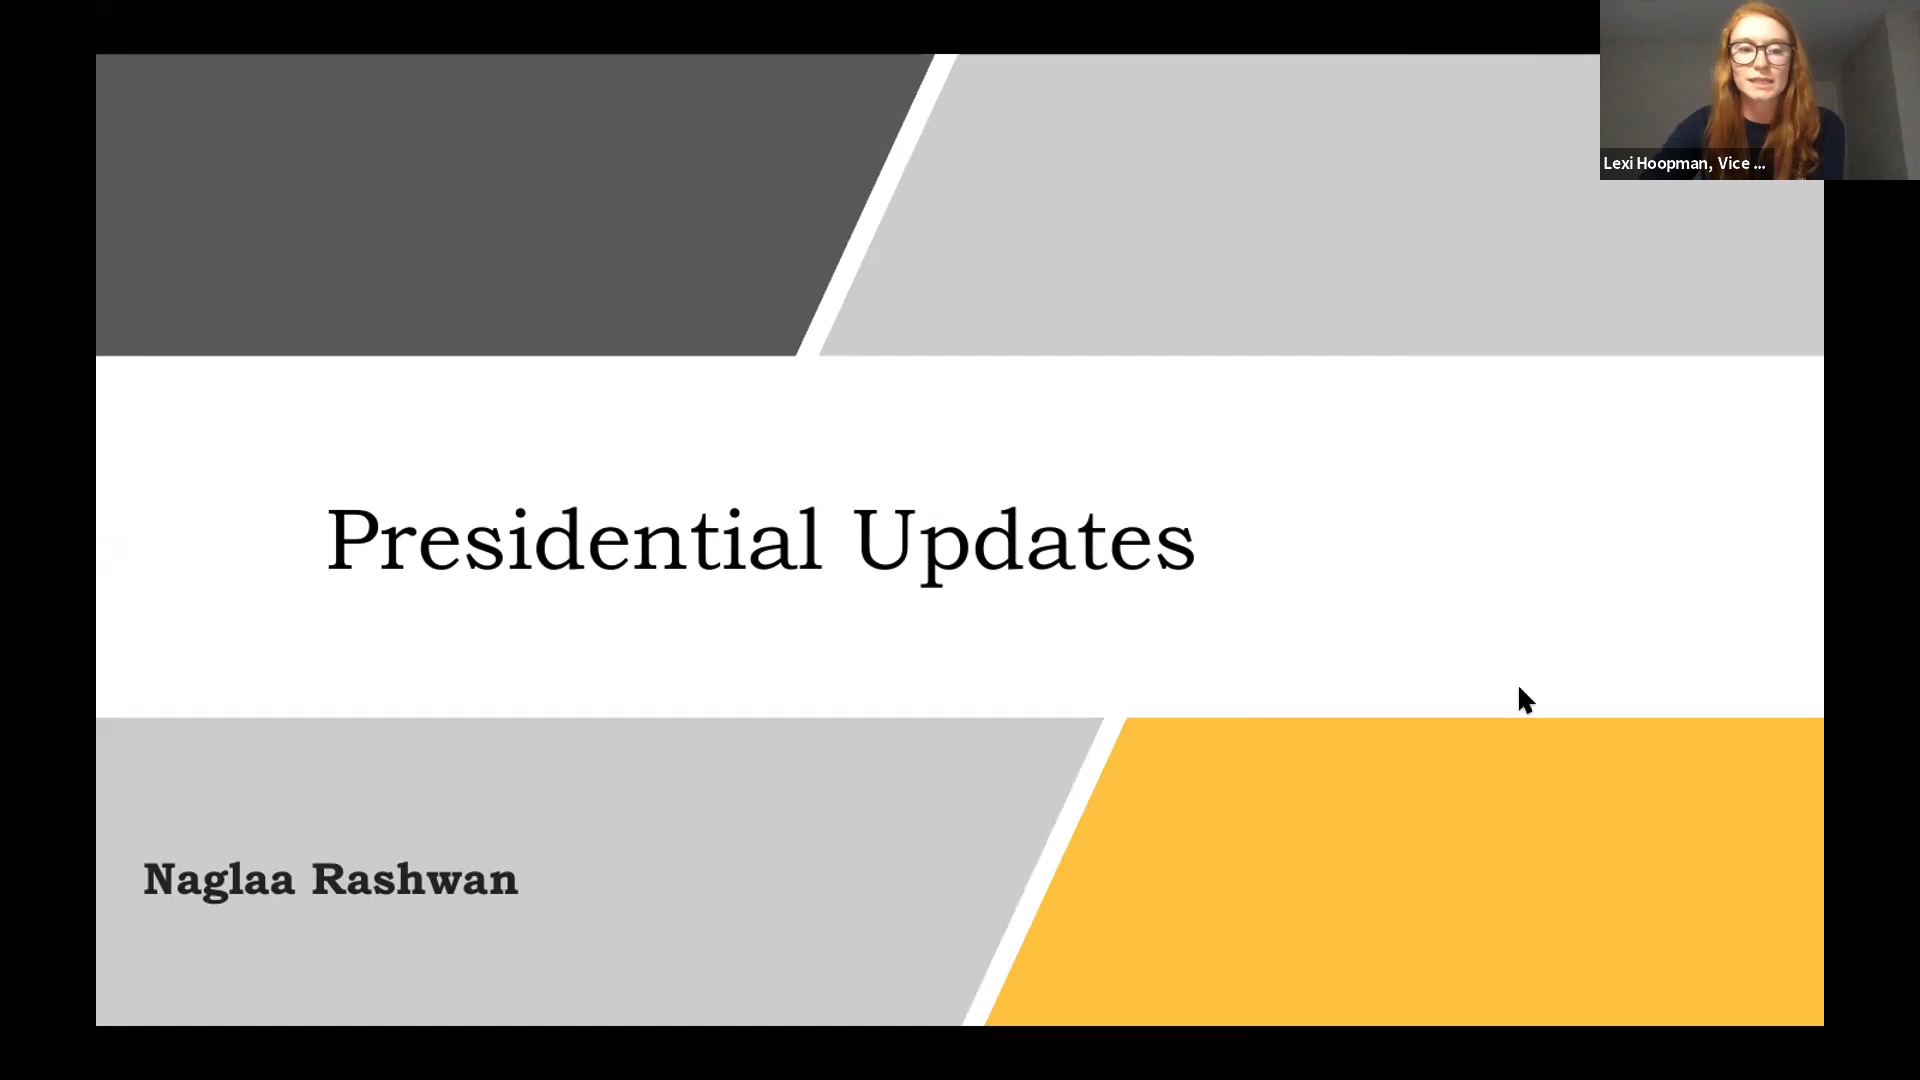 Lexi Hoopman, Vice ...
Presidential Updates
Naglaa Rashwan